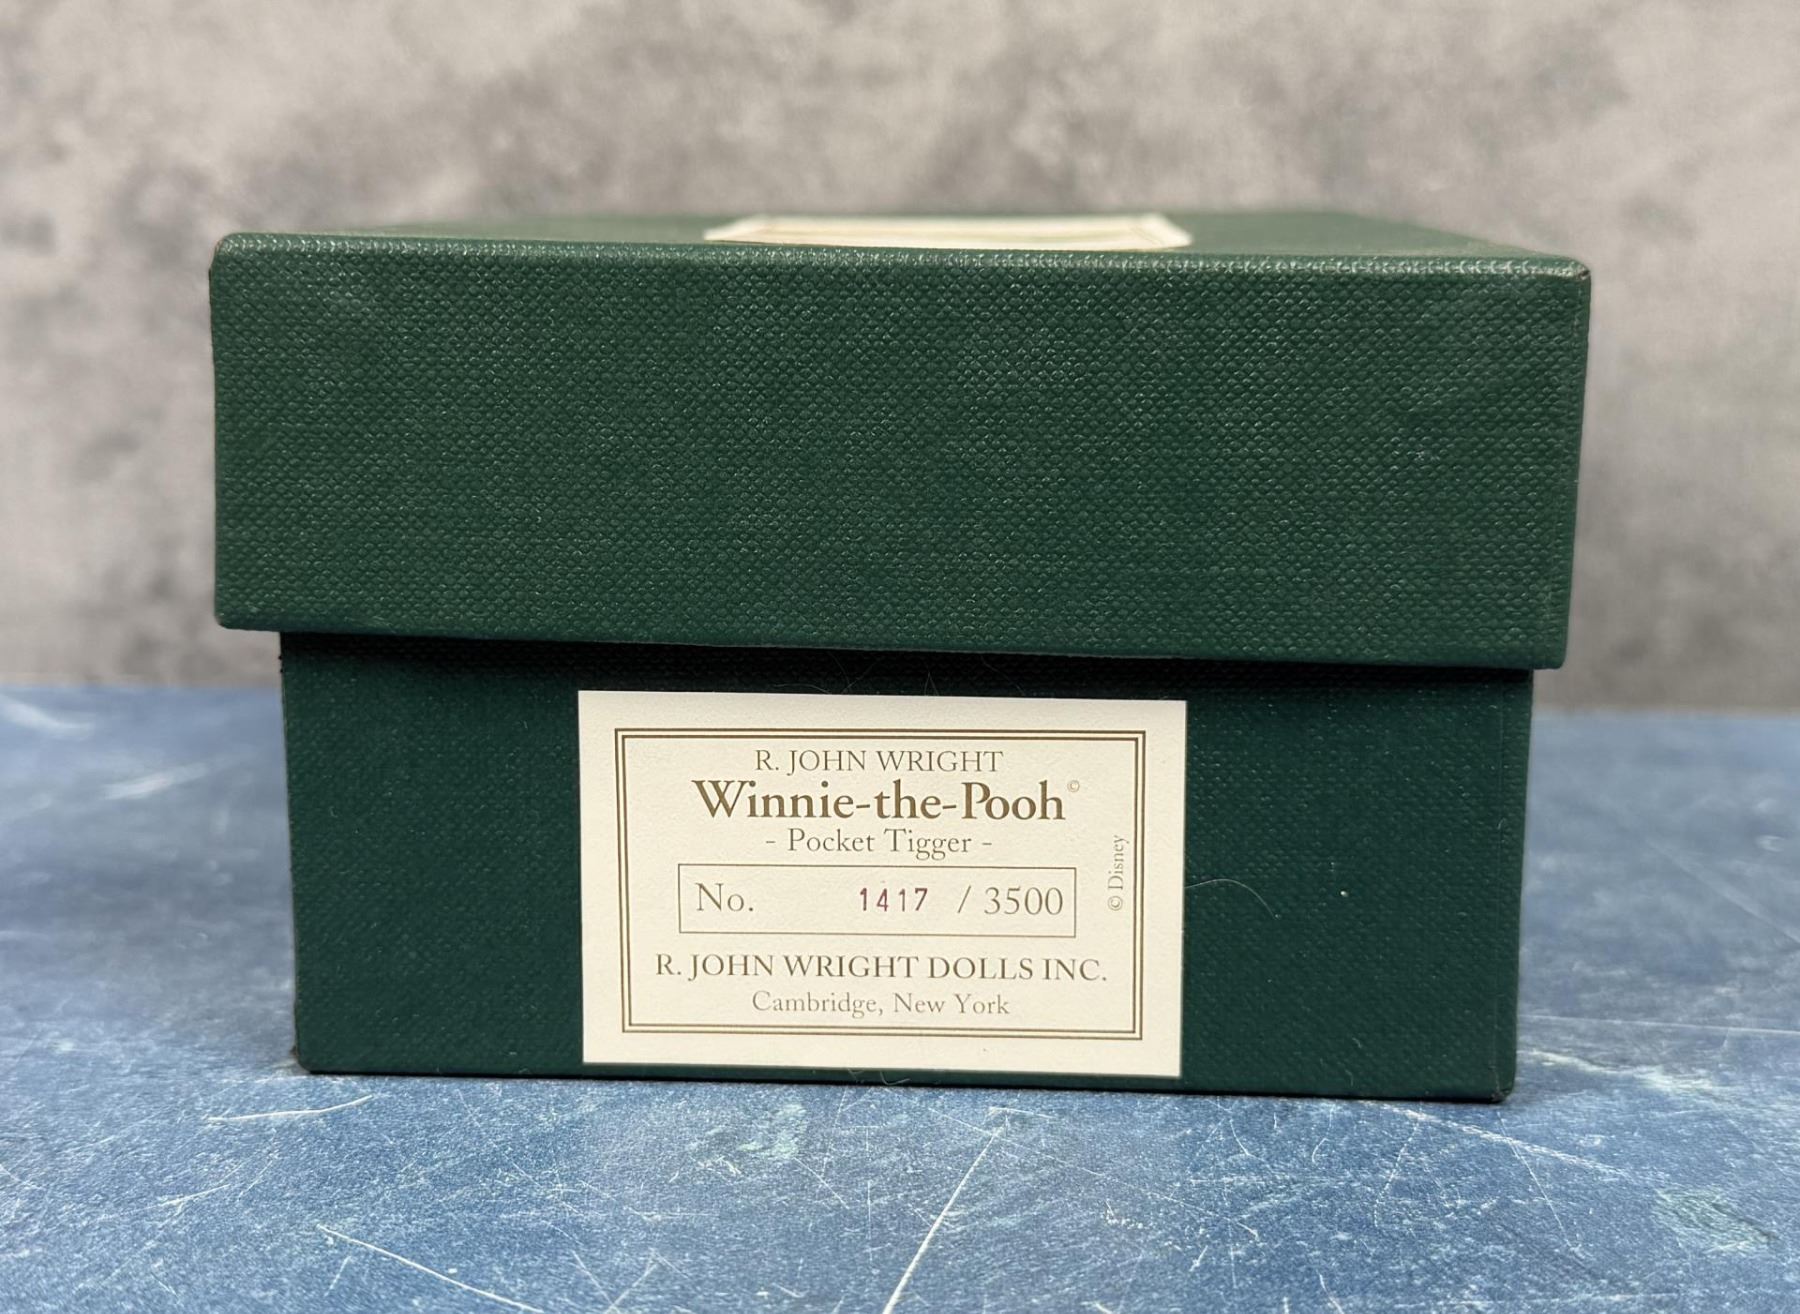 R. JOHN WRIGHT
Winnie-the-Pooh©
- Pocket Tigger -
No. 1417 / 3500
© Disney
R. JOHN WRIGHT DOLLS INC.
Cambridge, New York